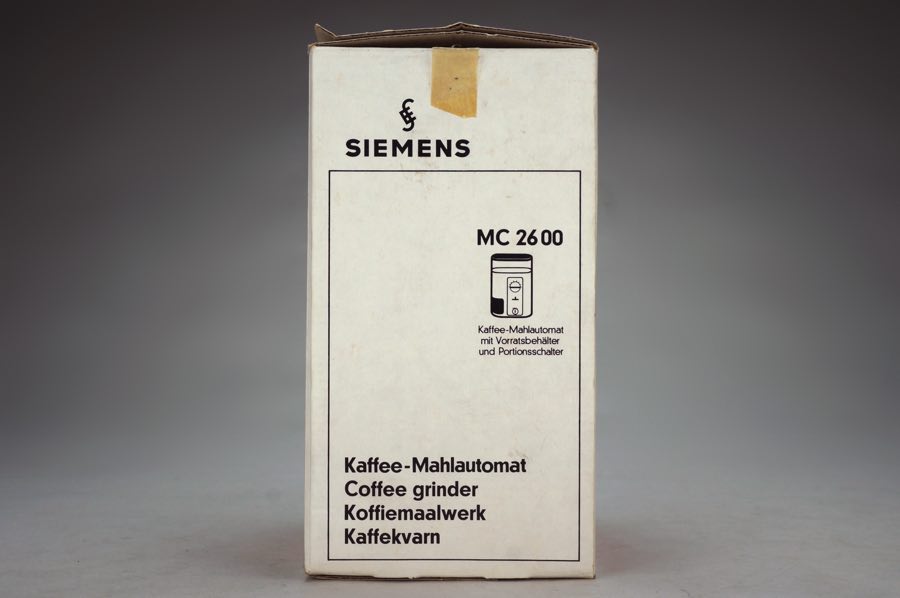 SIEMENS
MC 2600
Kaffee-Mahlautomat
mit Vorratsbehälter
und Portionsschalter
Kaffee-Mahlautomat
Coffee grinder
Koffiemaalwerk
Kaffekvarn